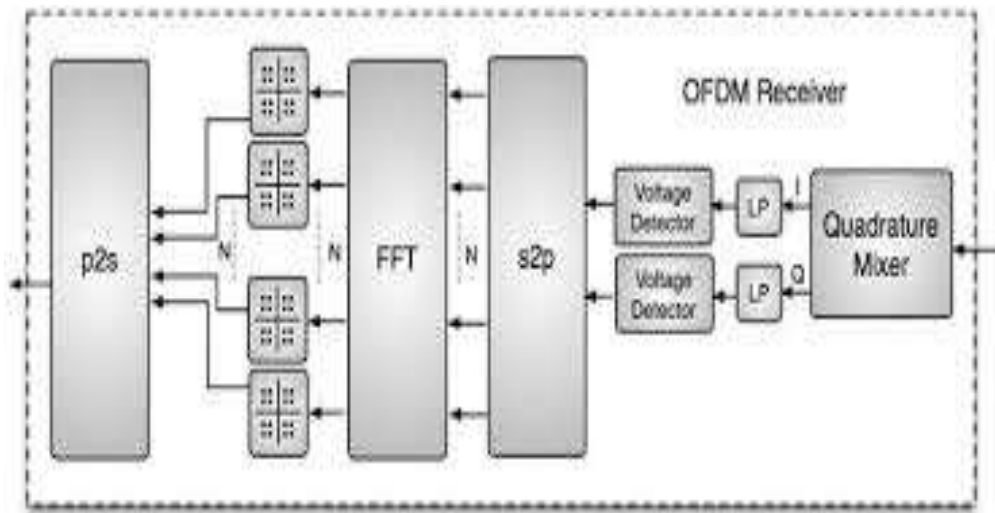 OFDM Receiver
p2s
N
N
FFT
N
s2p
Voltage
Detector
LP
I
Voltage
Detector
LP
Q
Quadrature
Mixer